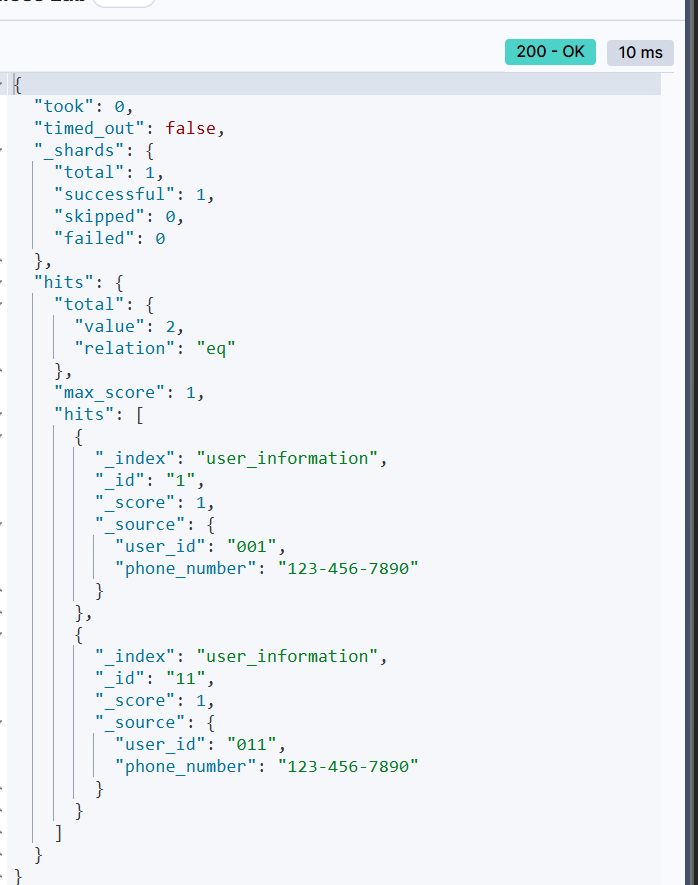 200 - OK
10 ms
{
"took": 0,
"timed_out": false,
"_shards": {
"total": 1,
"successful": 1,
"skipped": 0,
"failed": 0
},
"hits": {
"total": {
"value": 2,
"relation": "eq"
},
"max_score": 1,
"hits": [
{
"_index": "user_information",
"_id": "1",
"_score": 1,
"_source": {
"user_id": "001",
"phone_number": "123-456-7890"
}
},
{
"_index": "user_information",
"_id": "11",
"_score": 1,
"_source": {
"user_id": "011",
"phone_number": "123-456-7890"
}
}
]
}
}